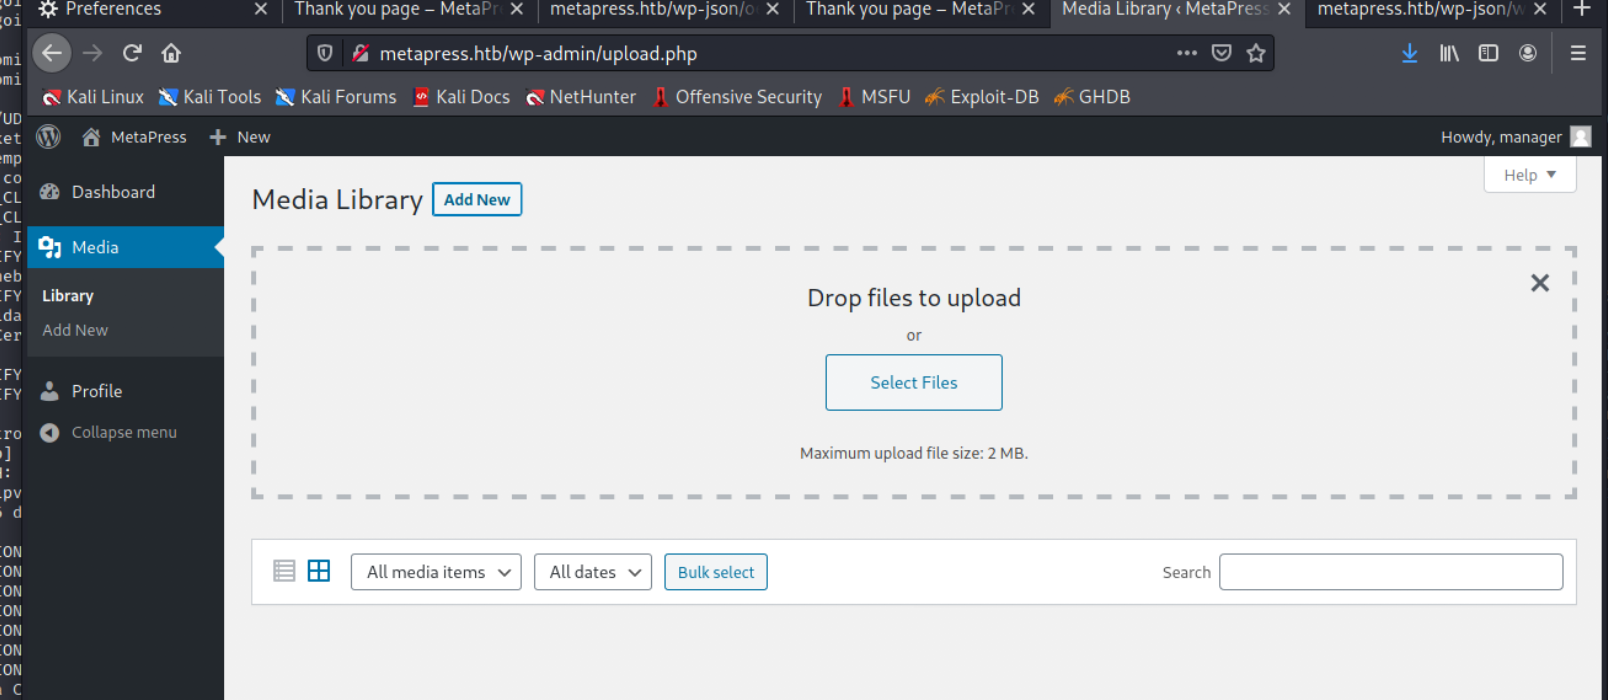 Preferences
Thank you page – MetaPr
metapress.htb/wp-json/o
Thank you page – MetaPr
Media Library ‹ MetaPress
metapress.htb/wp-json/w
metapress.htb/wp-admin/upload.php
Kali Linux Kali Tools Kali Forums Kali Docs NetHunter Offensive Security MSFU Exploit-DB GHDB
MetaPress New Howdy, manager
Help
Dashboard
Media
Library
Add New
Profile
Collapse menu
Media Library Add New
Drop files to upload
or
Select Files
Maximum upload file size: 2 MB.
All media items All dates Bulk select Search